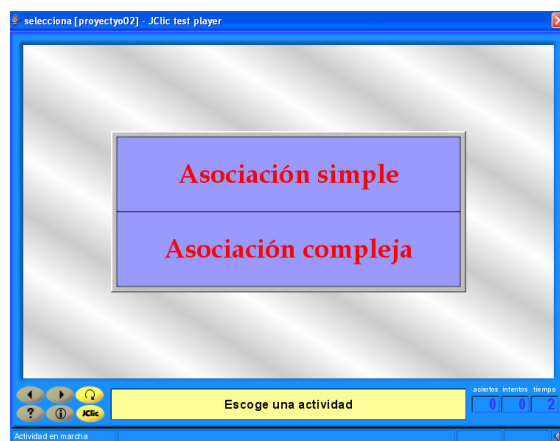 selecciona [proyectyo02] - JClic test player
Asociación simple
Asociación compleja
Escoge una actividad
aciertos intentos tiempo
0 0 2
? i JClic
Actividad en marcha